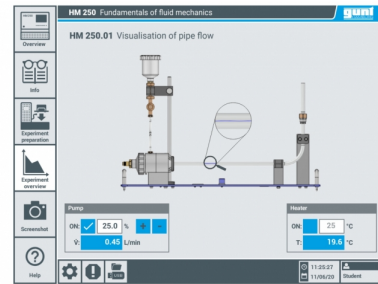 HM 250 Fundamentals of fluid mechanics
gunt
HM 250.01 Visualisation of pipe flow
Overview
Info
Experiment
preparation
Experiment
overview
Screenshot
Help
Pump
ON: 25.0 % + -
V̇: 0.45 L/min
Heater
ON: 25 °C
T: 19.6 °C
USB
11:25:27
11/06/20
Student